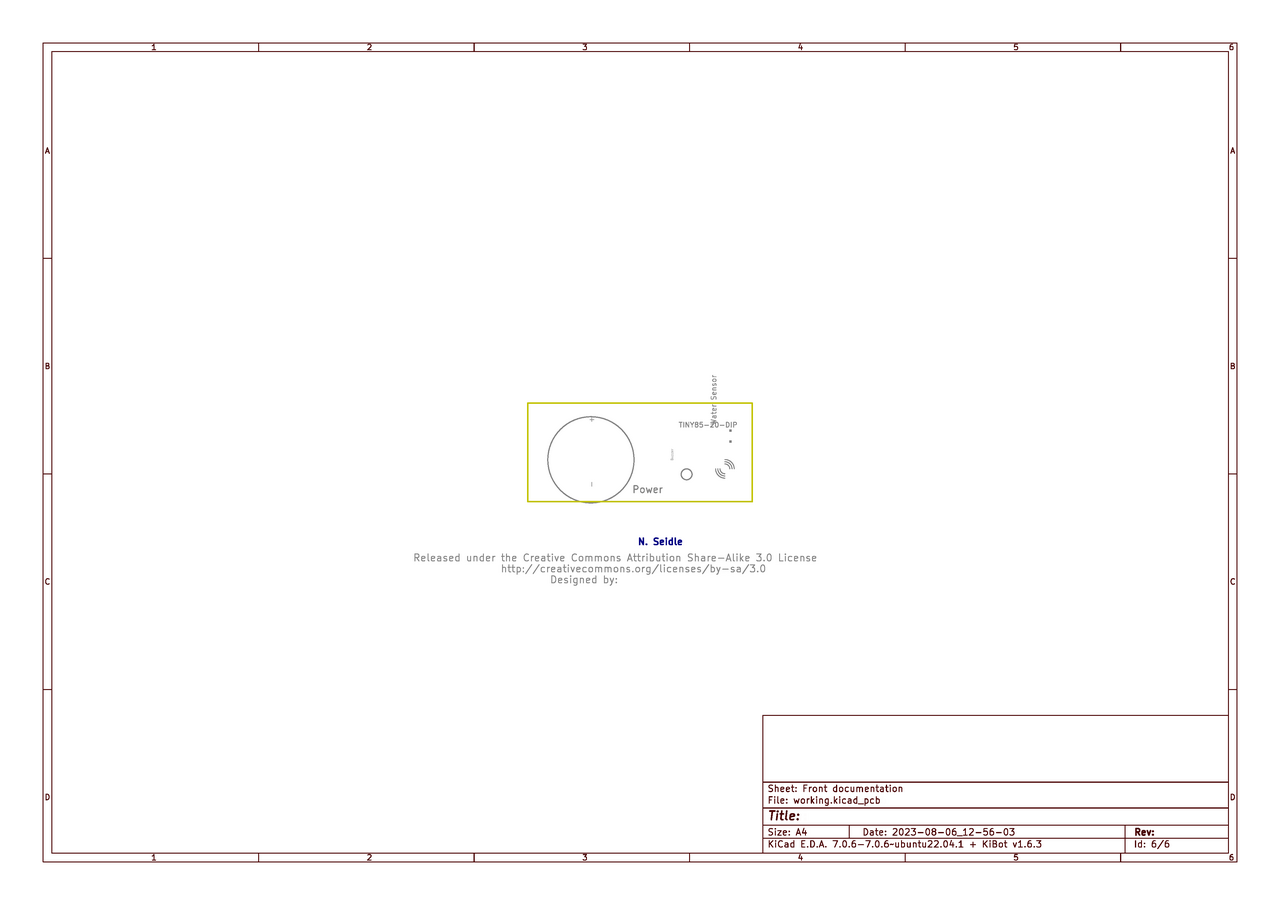 1 2 3 4 5 6
A A
B B
Water Sensor
+
TINY85-20-DIP
-
Power
N. Seidle
Released under the Creative Commons Attribution Share-Alike 3.0 License
http://creativecommons.org/licenses/by-sa/3.0
Designed by:
C C
D D
Sheet: Front documentation
File: working.kicad_pcb
Title:
Size: A4 Date: 2023-08-06_12-56-03 Rev:
KiCad E.D.A. 7.0.6-7.0.6~ubuntu22.04.1 + KiBot v1.6.3 Id: 6/6
1 2 3 4 5 6